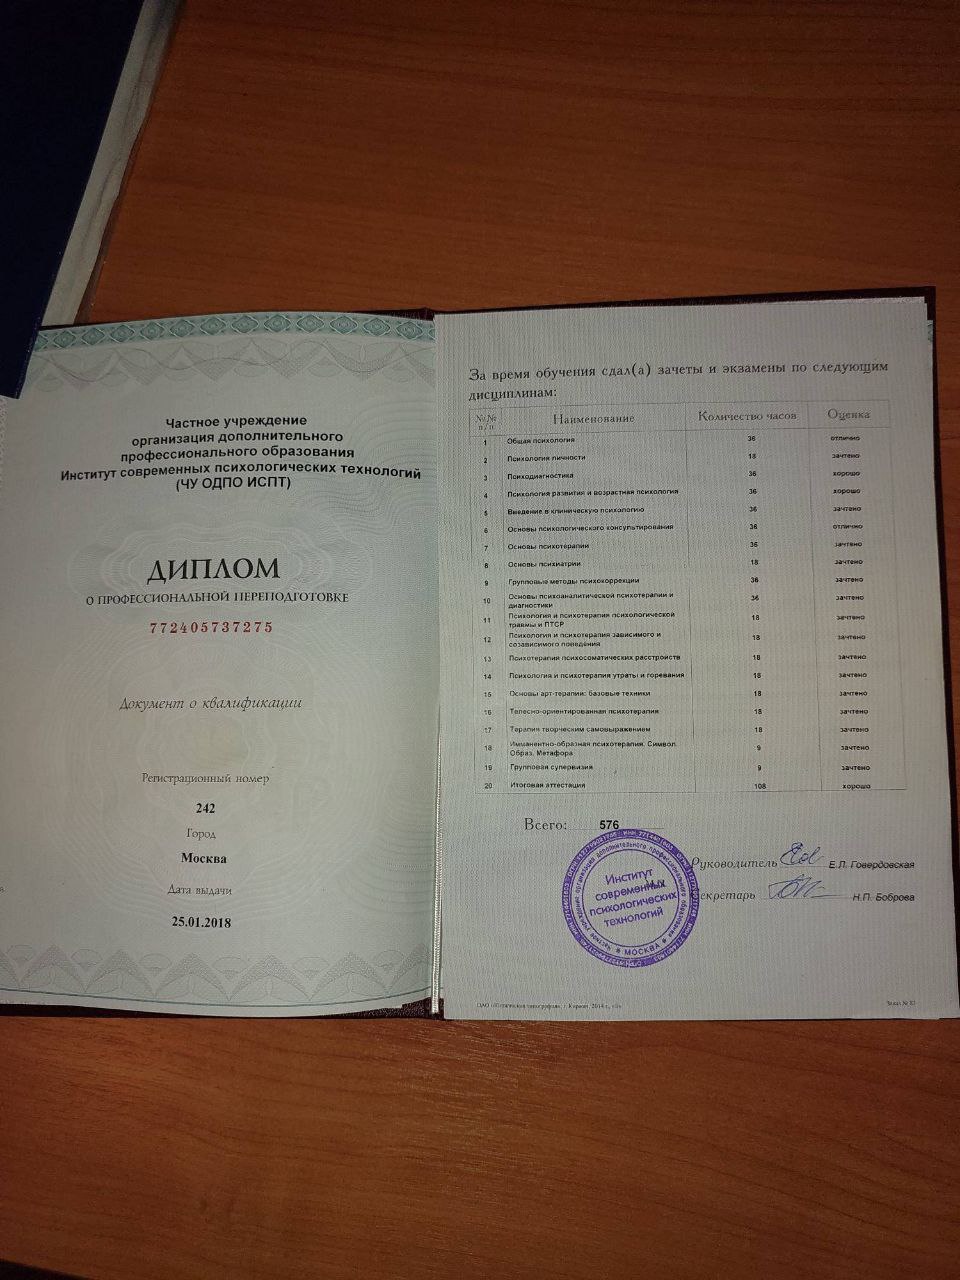 Частное учреждение
организация дополнительного
профессионального образования
Институт современных психологических технологий
(ЧУ ОДПО ИСПТ)
ДИПЛОМ
О ПРОФЕССИОНАЛЬНОЙ ПЕРЕПОДГОТОВКЕ
772405737275
Документ о квалификации
Регистрационный номер
242
Город
Москва
Дата выдачи
25.01.2018
За время обучения сдал(а) зачеты и экзамены по следующим
дисциплинам:
№№ п/п Наименование Количество часов Оценка
1 Общая психология 36 отлично
2 Психология личности 18 зачтено
3 Психодиагностика 36 хорошо
4 Психология развития и возрастная психология 36 хорошо
5 Введение в клиническую психологию 36 зачтено
6 Основы психологического консультирования 36 отлично
7 Основы психотерапии 36 зачтено
8 Основы психиатрии 18 зачтено
9 Групповые методы психокоррекции 36 зачтено
10 Основы психоаналитической психотерапии и
диагностики 36 зачтено
11 Психология и психотерапия психологической
травмы и ПТСР 18 зачтено
12 Психология и психотерапия зависимого и
созависимого поведения 18 зачтено
13 Психотерапия психосоматических расстройств 18 зачтено
14 Психология и психотерапия утраты и горевания 18 зачтено
15 Основы арт-терапии: базовые техники 18 зачтено
16 Телесно-ориентированная психотерапия 18 зачтено
17 Терапия творческим самовыражением 18 зачтено
18 Имманентно-образная психотерапия. Символ.
Образ. Метафора 9 зачтено
19 Групповая супервизия 9 зачтено
20 Итоговая аттестация 108 хорошо
Всего: 576
Руководитель Е.Л. Говердовская
секретарь Н.П. Боброва
Институт
современных
психологических
технологий
МОСКВА